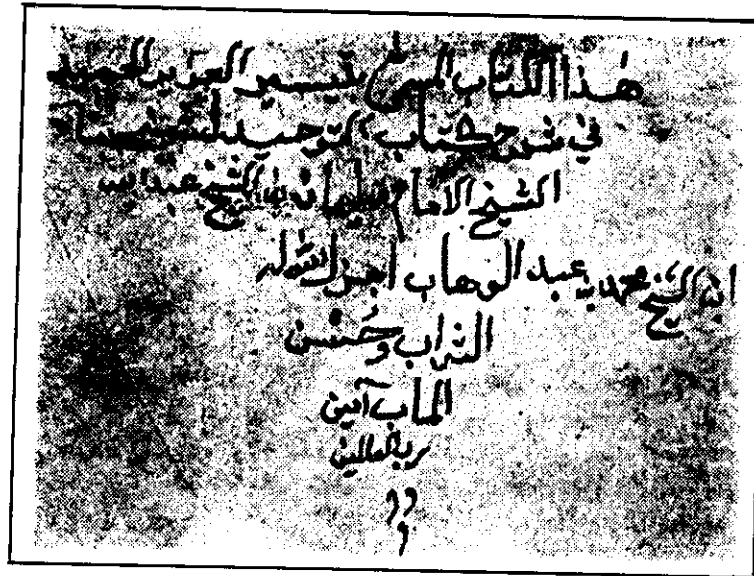 هذا الكتاب المسمى بتيسير العزيز الحميد
في شرح كتاب التوحيد
الشيخ الامام سليمان بن الشيخ عبد الله
ابن الشيخ محمد بن عبد الوهاب اجزل الله له
الثواب وحسن
الماب آمين
رب العالمين